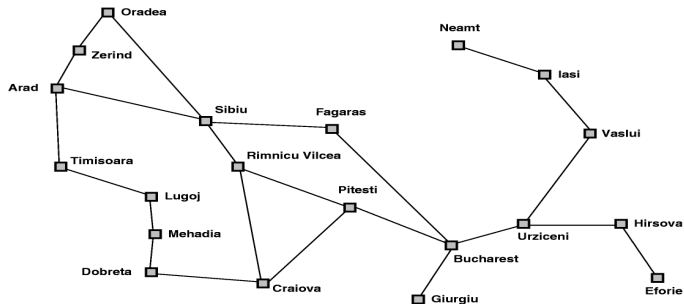 Oradea
Neamt
Zerind
Iasi
Arad
Sibiu
Fagaras
Vaslui
Timisoara
Rimnicu Vilcea
Lugoj
Pitesti
Mehadia
Urziceni
Hirsova
Bucharest
Dobreta
Craiova
Eforie
Giurgiu